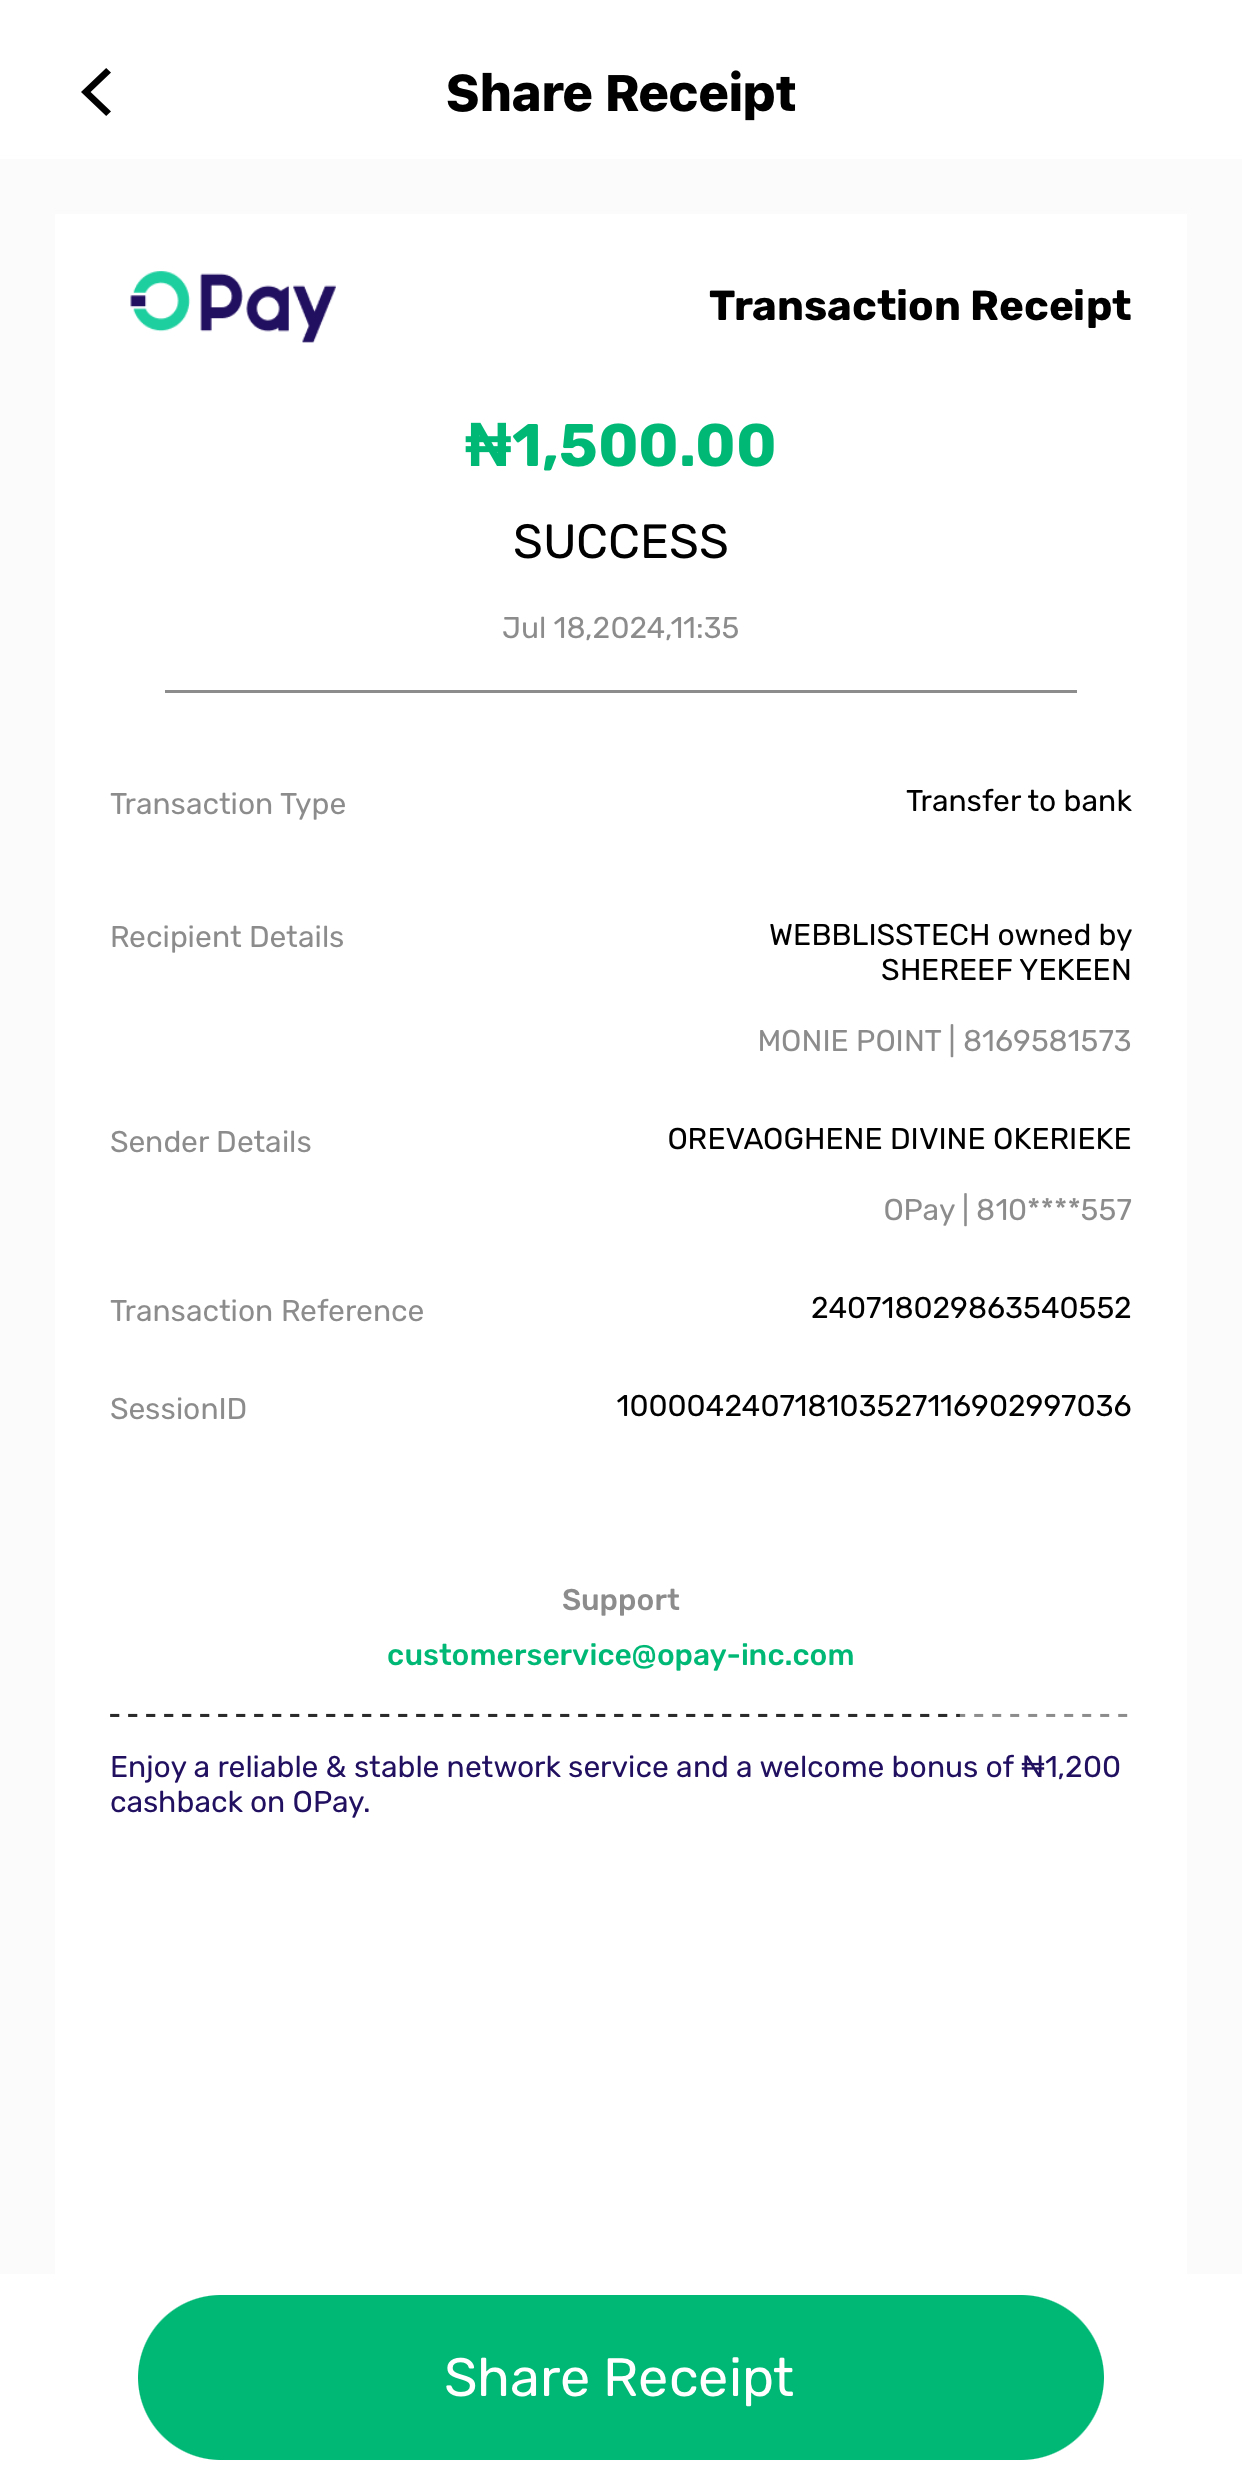 Share Receipt
OPay
Transaction Receipt
₦1,500.00
SUCCESS
Jul 18,2024,11:35
Transaction Type
Transfer to bank
Recipient Details
WEBBLISSTECH owned by
SHEREEF YEKEEN
MONIE POINT | 8169581573
Sender Details
OREVAOGHENE DIVINE OKERIEKE
OPay | 810****557
Transaction Reference
240718029863540552
SessionID
100004240718103527116902997036
Support
customerservice@opay-inc.com
Enjoy a reliable & stable network service and a welcome bonus of ₦1,200
cashback on OPay.
Share Receipt